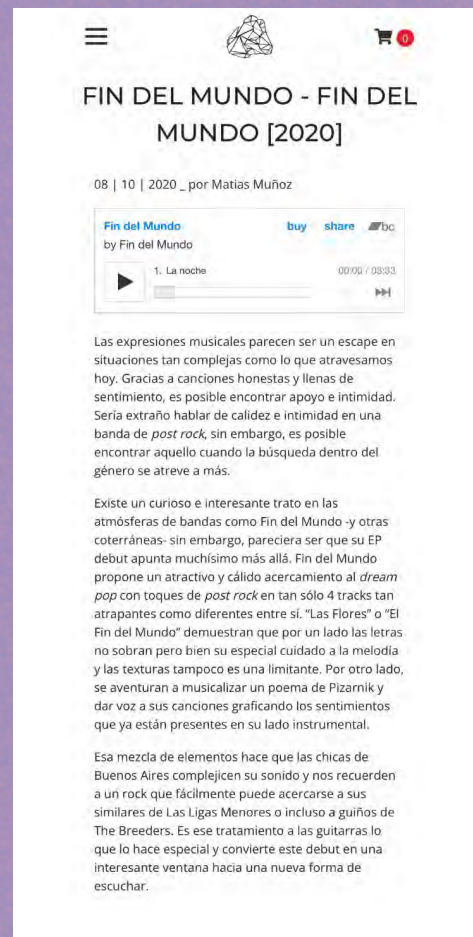 0
FIN DEL MUNDO - FIN DEL
MUNDO [2020]
08 | 10 | 2020 _ por Matias Muñoz
Fin del Mundo buy share bc
by Fin del Mundo
1. La noche 00:00 / 03:33
Las expresiones musicales parecen ser un escape en
situaciones tan complejas como lo que atravesamos
hoy. Gracias a canciones honestas y llenas de
sentimiento, es posible encontrar apoyo e intimidad.
Sería extraño hablar de calidez e intimidad en una
banda de post rock, sin embargo, es posible
encontrar aquello cuando la búsqueda dentro del
género se atreve a más.
Existe un curioso e interesante trato en las
atmósferas de bandas como Fin del Mundo -y otras
coterráneas- sin embargo, pareciera ser que su EP
debut apunta muchísimo más allá. Fin del Mundo
propone un atractivo y cálido acercamiento al dream
pop con toques de post rock en tan sólo 4 tracks tan
atrapantes como diferentes entre sí. “Las Flores” o “El
Fin del Mundo” demuestran que por un lado las letras
no sobran pero bien su especial cuidado a la melodía
y las texturas tampoco es una limitante. Por otro lado,
se aventuran a musicalizar un poema de Pizarnik y
dar voz a sus canciones graficando los sentimientos
que ya están presentes en su lado instrumental.
Esa mezcla de elementos hace que las chicas de
Buenos Aires complejicen su sonido y nos recuerden
a un rock que fácilmente puede acercarse a sus
similares de Las Ligas Menores o incluso a guiños de
The Breeders. Es ese tratamiento a las guitarras lo
que lo hace especial y convierte este debut en una
interesante ventana hacia una nueva forma de
escuchar.